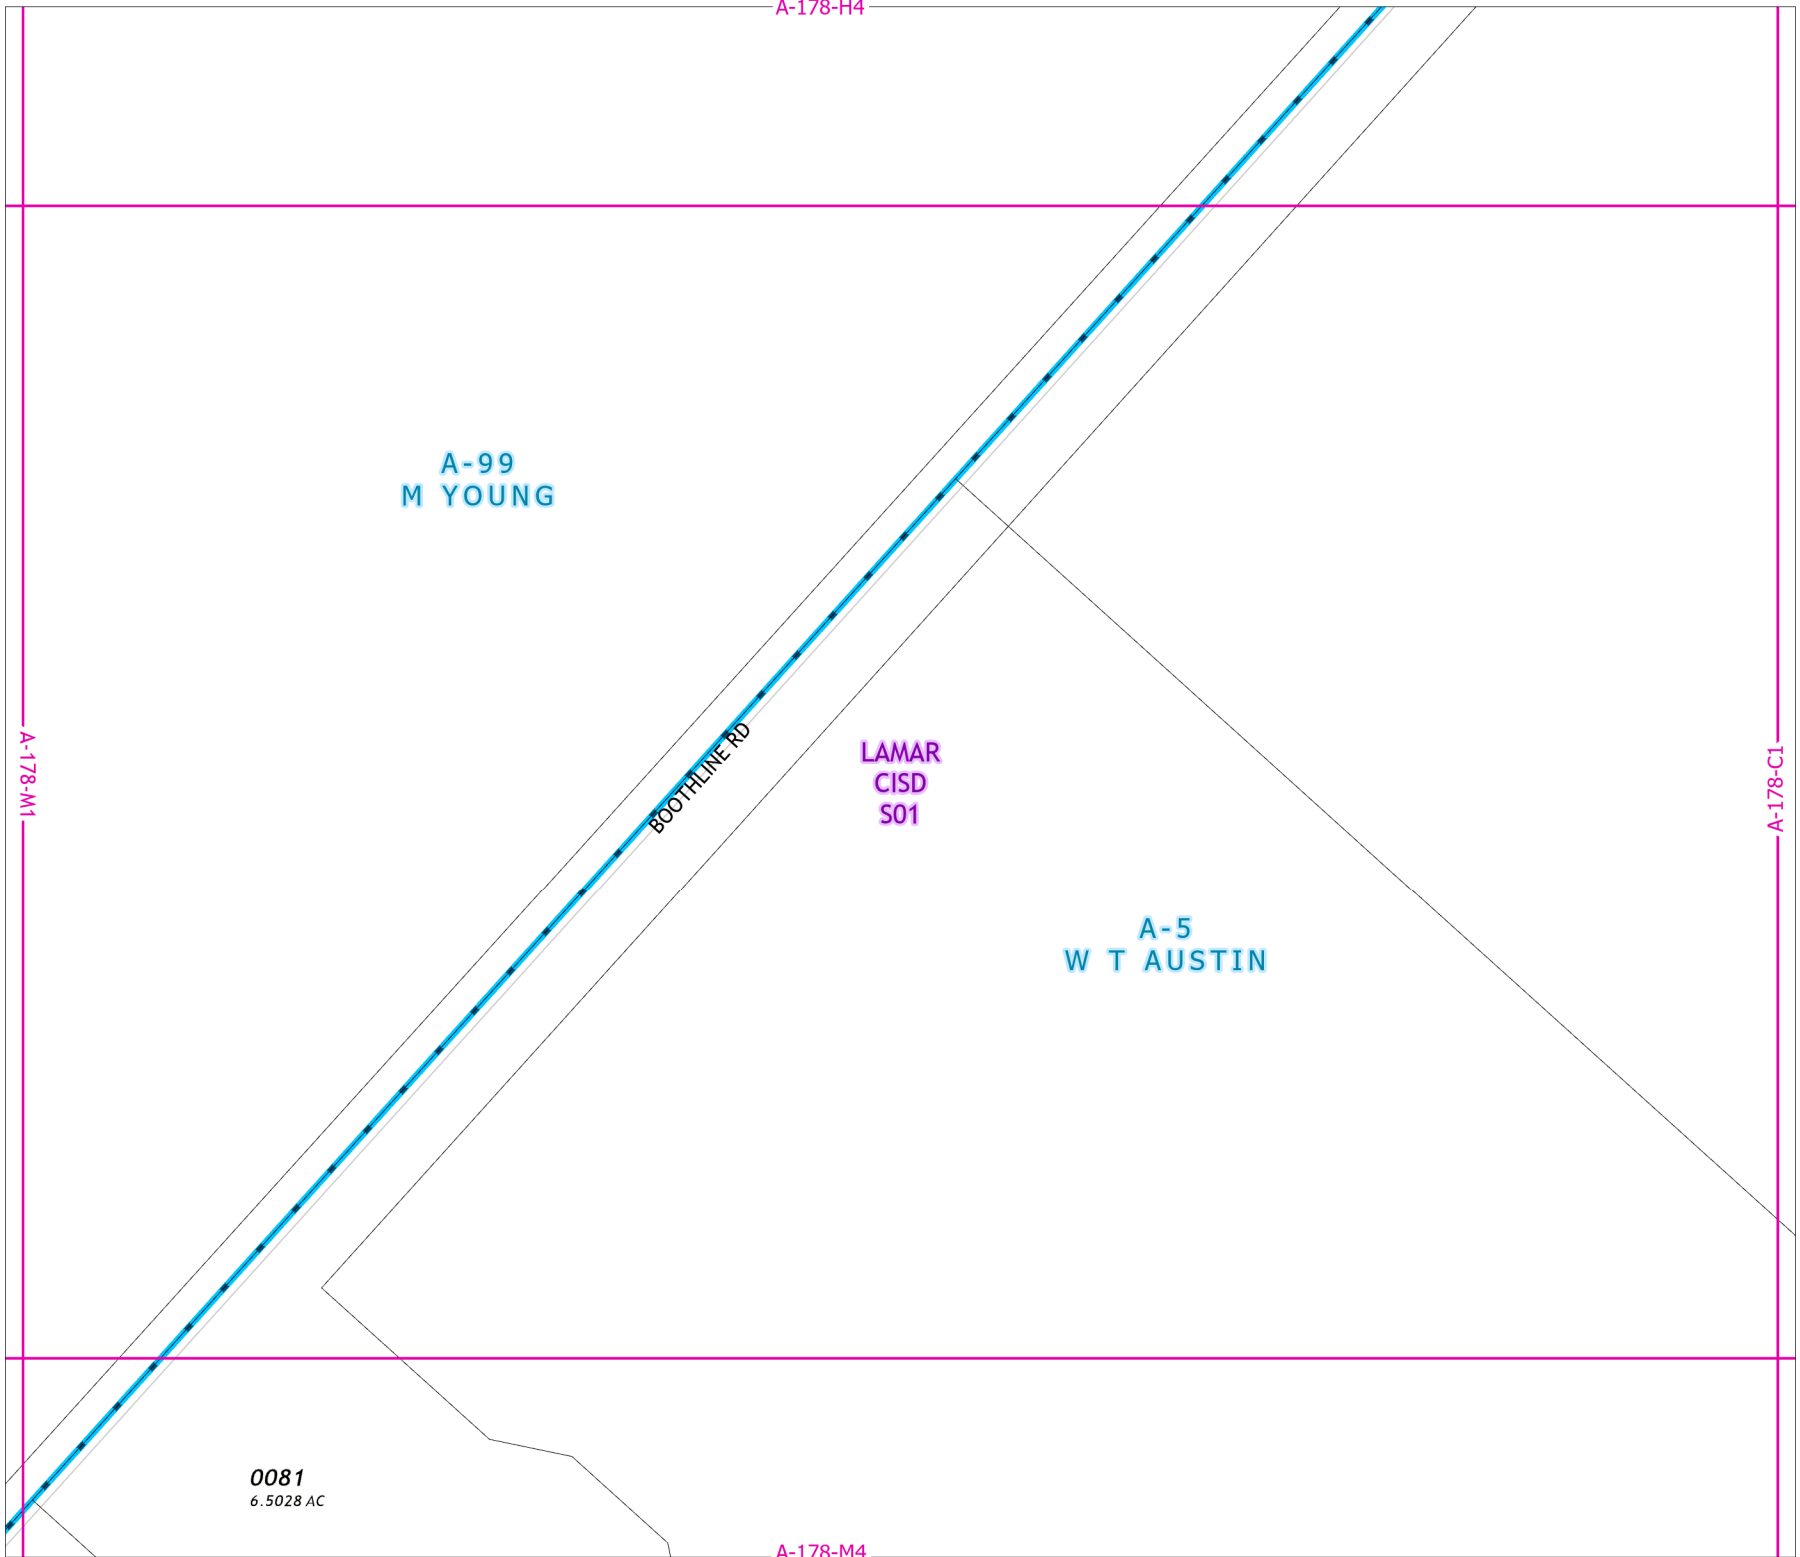 A-178-H4
A-99
M YOUNG
A-178-M1
BOOTHLINE RD
LAMAR
CISD
S01
A-178-C1
A-5
W T AUSTIN
0081
6.5028 AC
A-178-M4